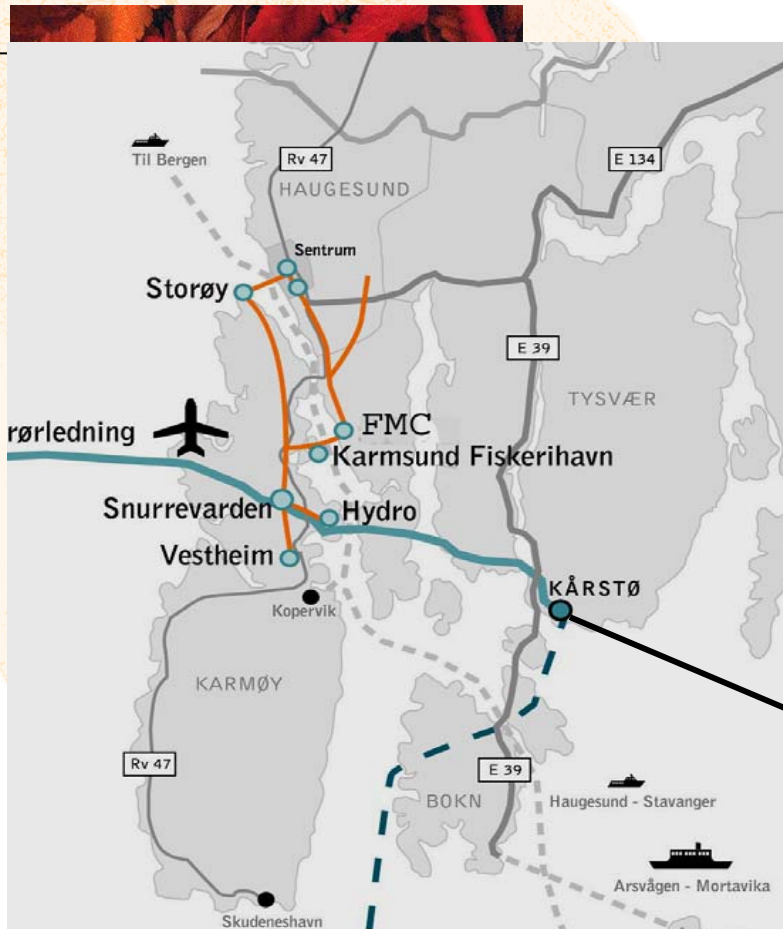 Til Bergen
Rv 47
E 134
HAUGESUND
Sentrum
Storøy
E 39
TYSVÆR
FMC
rørledning
Karmsund Fiskerihavn
Snurrevarden
Hydro
Vestheim
KÅRSTØ
Kopervik
KARMØY
Rv 47
E 39
BOKN
Haugesund - Stavanger
Arsvågen - Mortavika
Skudeneshavn